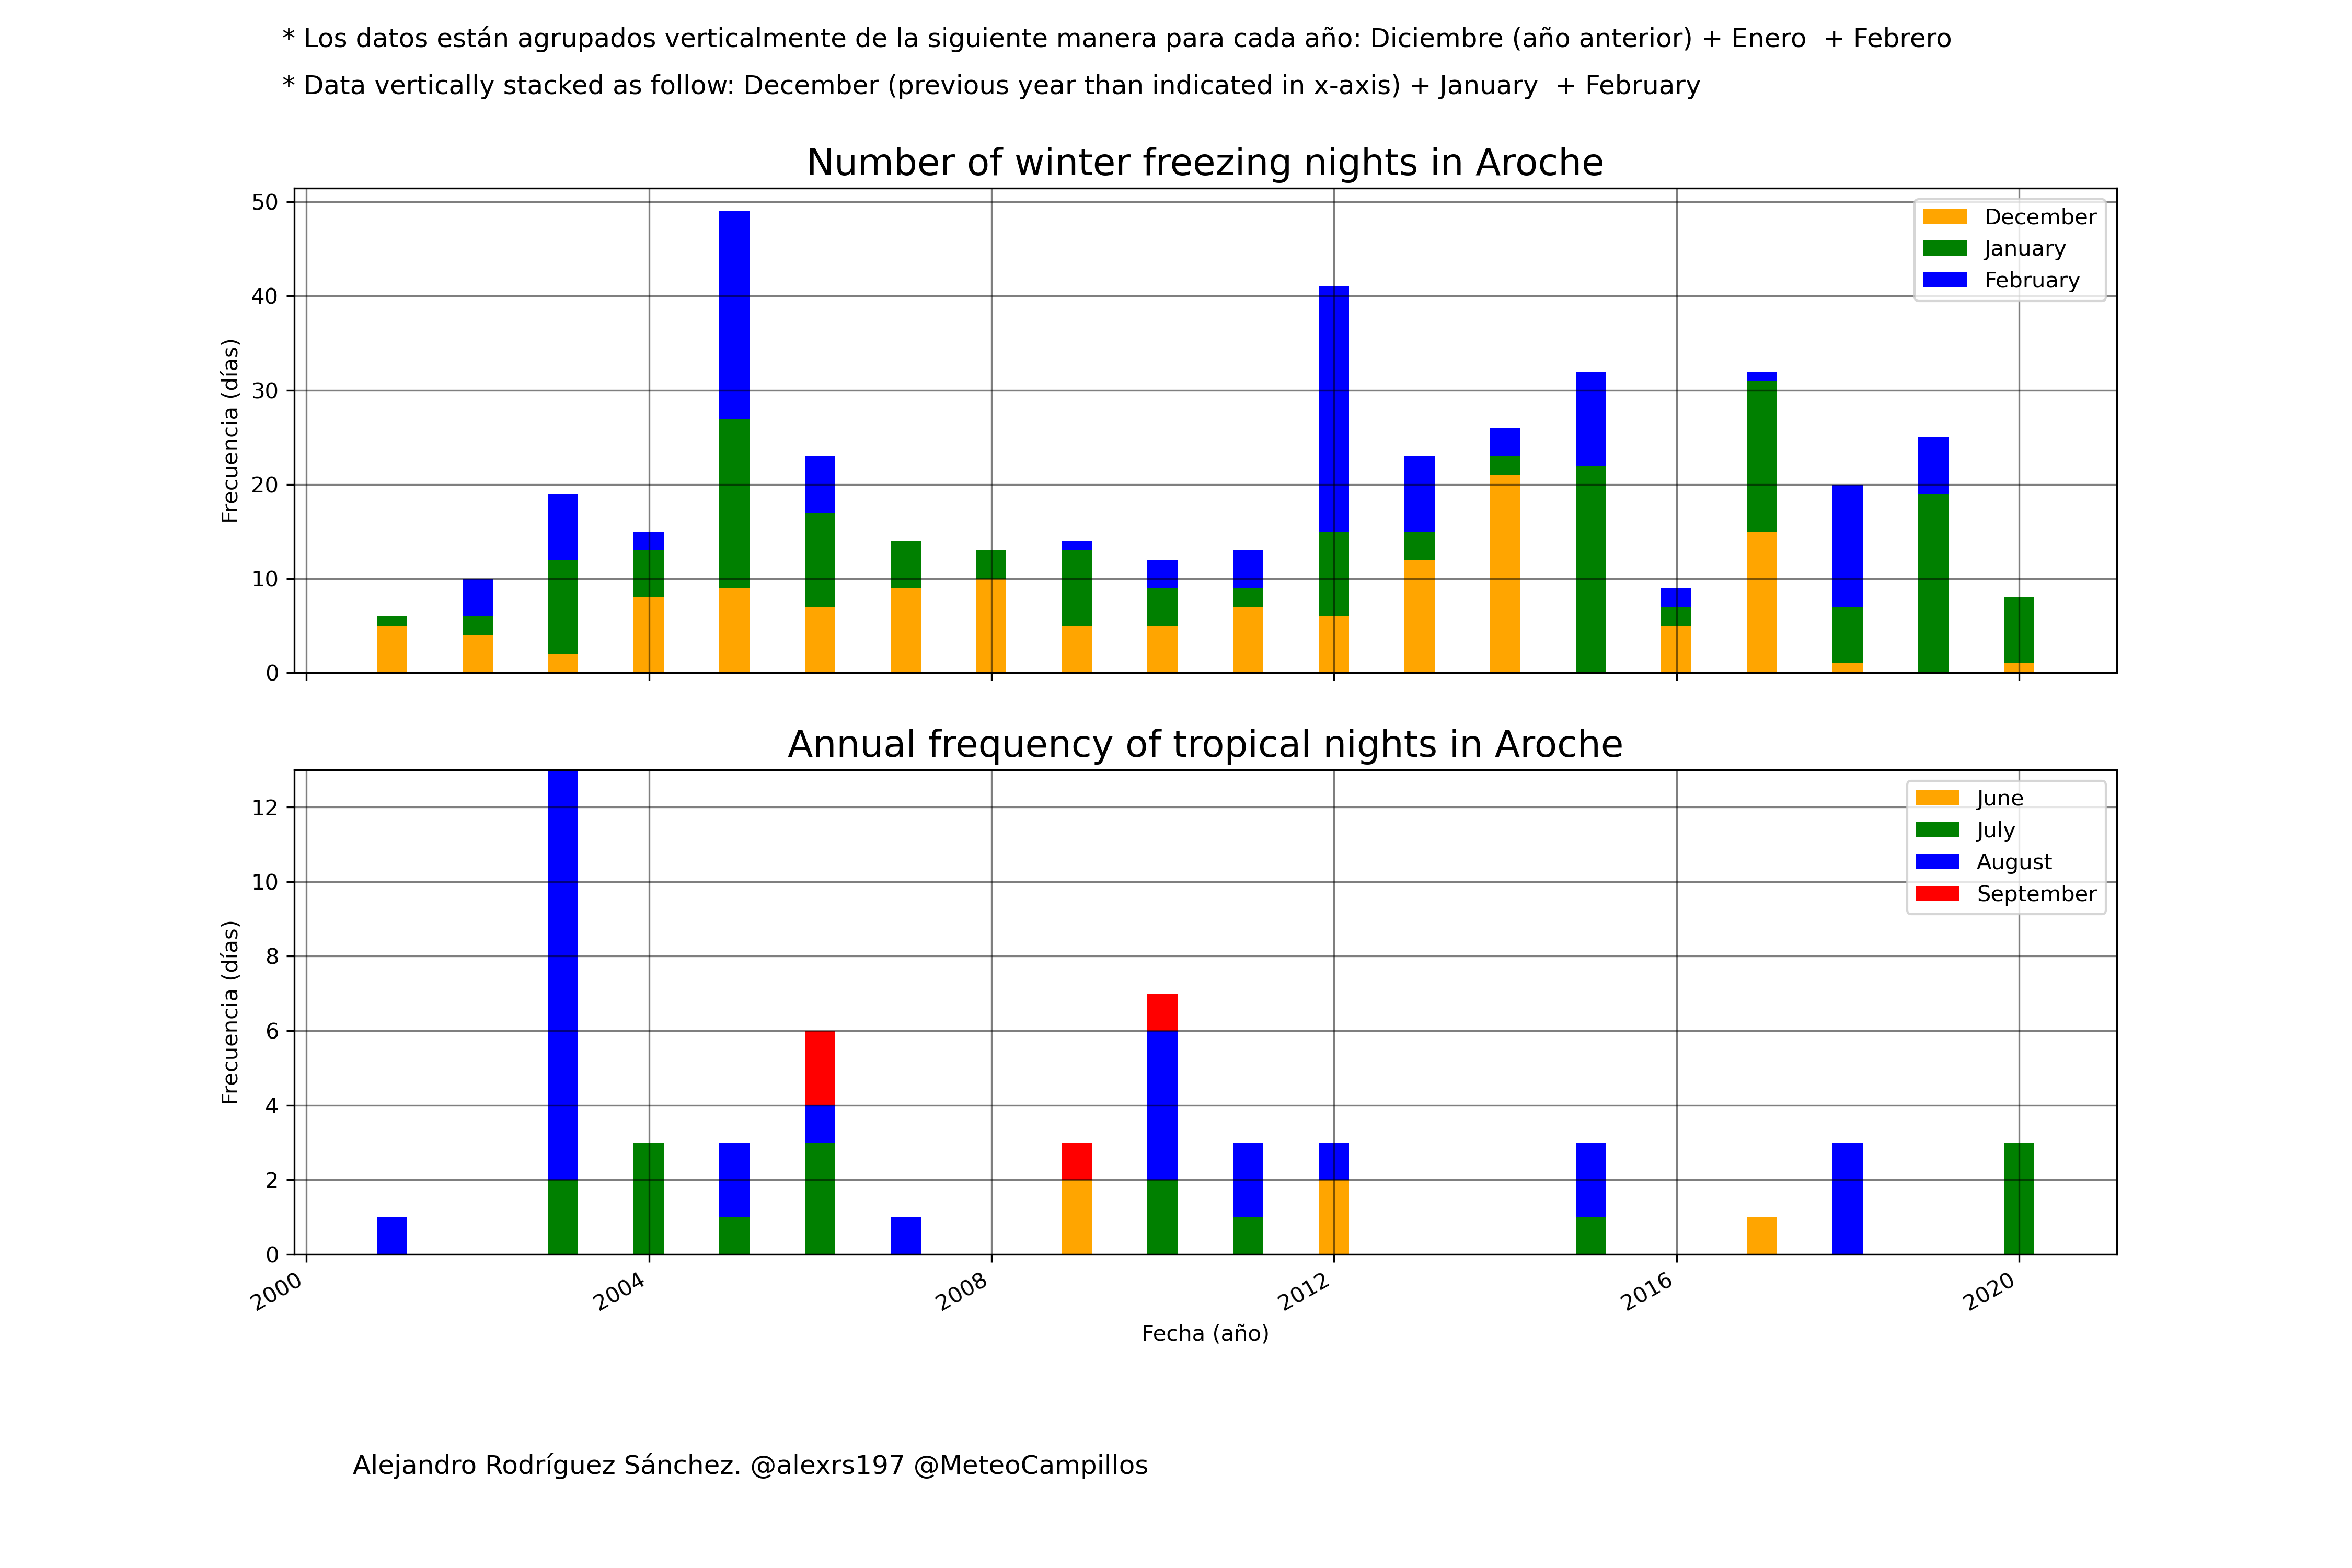 * Los datos están agrupados verticalmente de la siguiente manera para cada año: Diciembre (año anterior) + Enero  + Febrero
* Data vertically stacked as follow: December (previous year than indicated in x-axis) + January  + February
Number of winter freezing nights in Aroche
50
40
30
20
10
0
Frecuencia (días)
December
January
February
Annual frequency of tropical nights in Aroche
12
10
8
6
4
2
0
Frecuencia (días)
June
July
August
September
2000
2004
2008
2012
2016
2020
Fecha (año)
Alejandro Rodríguez Sánchez. @alexrs197 @MeteoCampillos